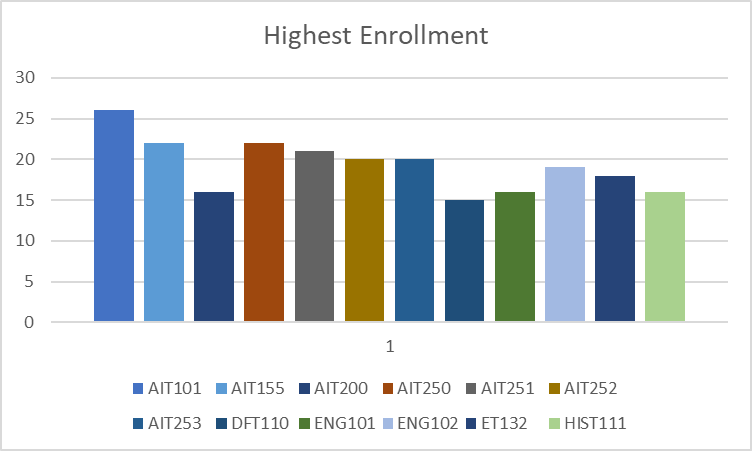 Highest Enrollment
30
25
20
15
10
5
0
1
AIT101 AIT155 AIT200 AIT250 AIT251 AIT252
AIT253 DFT110 ENG101 ENG102 ET132 HIST111